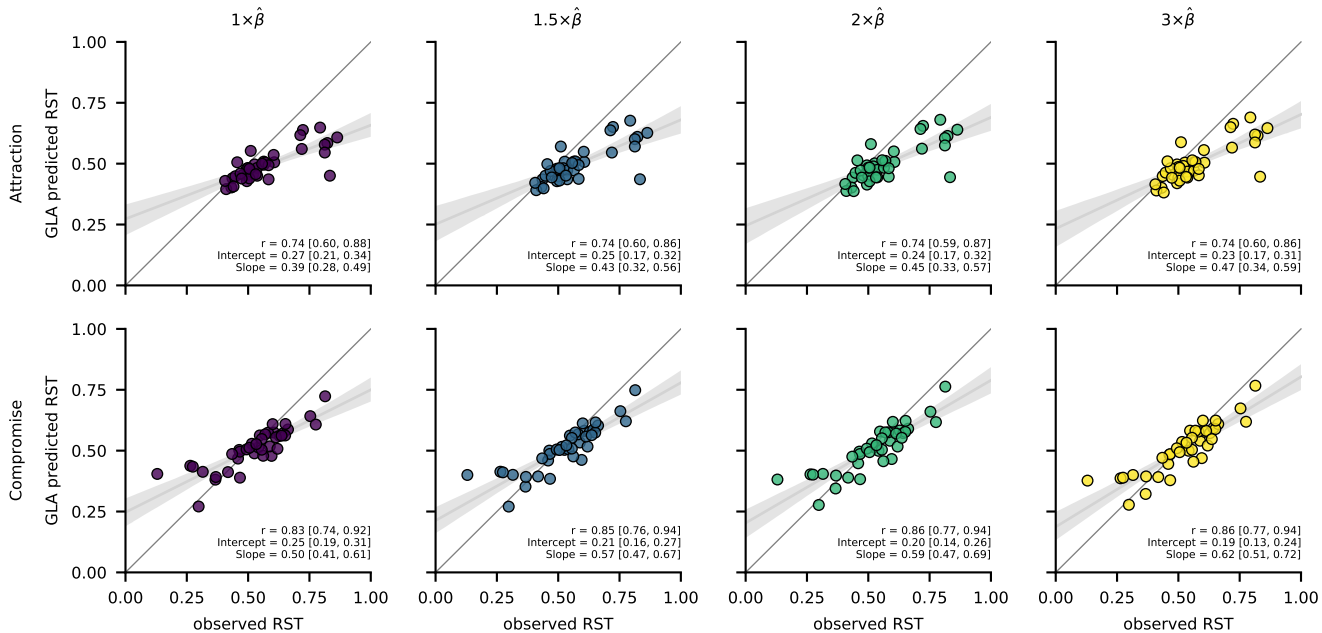 1×β̂
1.5×β̂
2×β̂
3×β̂
Attraction
GLA predicted RST
1.00
0.75
0.50
0.25
0.00
r = 0.74 [0.60, 0.88]
Intercept = 0.27 [0.21, 0.34]
Slope = 0.39 [0.28, 0.49]
r = 0.74 [0.60, 0.86]
Intercept = 0.25 [0.17, 0.32]
Slope = 0.43 [0.32, 0.56]
r = 0.74 [0.59, 0.87]
Intercept = 0.24 [0.17, 0.32]
Slope = 0.45 [0.33, 0.57]
r = 0.74 [0.60, 0.86]
Intercept = 0.23 [0.17, 0.31]
Slope = 0.47 [0.34, 0.59]
Compromise
GLA predicted RST
1.00
0.75
0.50
0.25
0.00
r = 0.83 [0.74, 0.92]
Intercept = 0.25 [0.19, 0.31]
Slope = 0.50 [0.41, 0.61]
r = 0.85 [0.76, 0.94]
Intercept = 0.21 [0.16, 0.27]
Slope = 0.57 [0.47, 0.67]
r = 0.86 [0.77, 0.94]
Intercept = 0.20 [0.14, 0.26]
Slope = 0.59 [0.47, 0.69]
r = 0.86 [0.77, 0.94]
Intercept = 0.19 [0.13, 0.24]
Slope = 0.62 [0.51, 0.72]
0.00 0.25 0.50 0.75 1.00
0.00 0.25 0.50 0.75 1.00
0.00 0.25 0.50 0.75 1.00
0.00 0.25 0.50 0.75 1.00
observed RST
observed RST
observed RST
observed RST